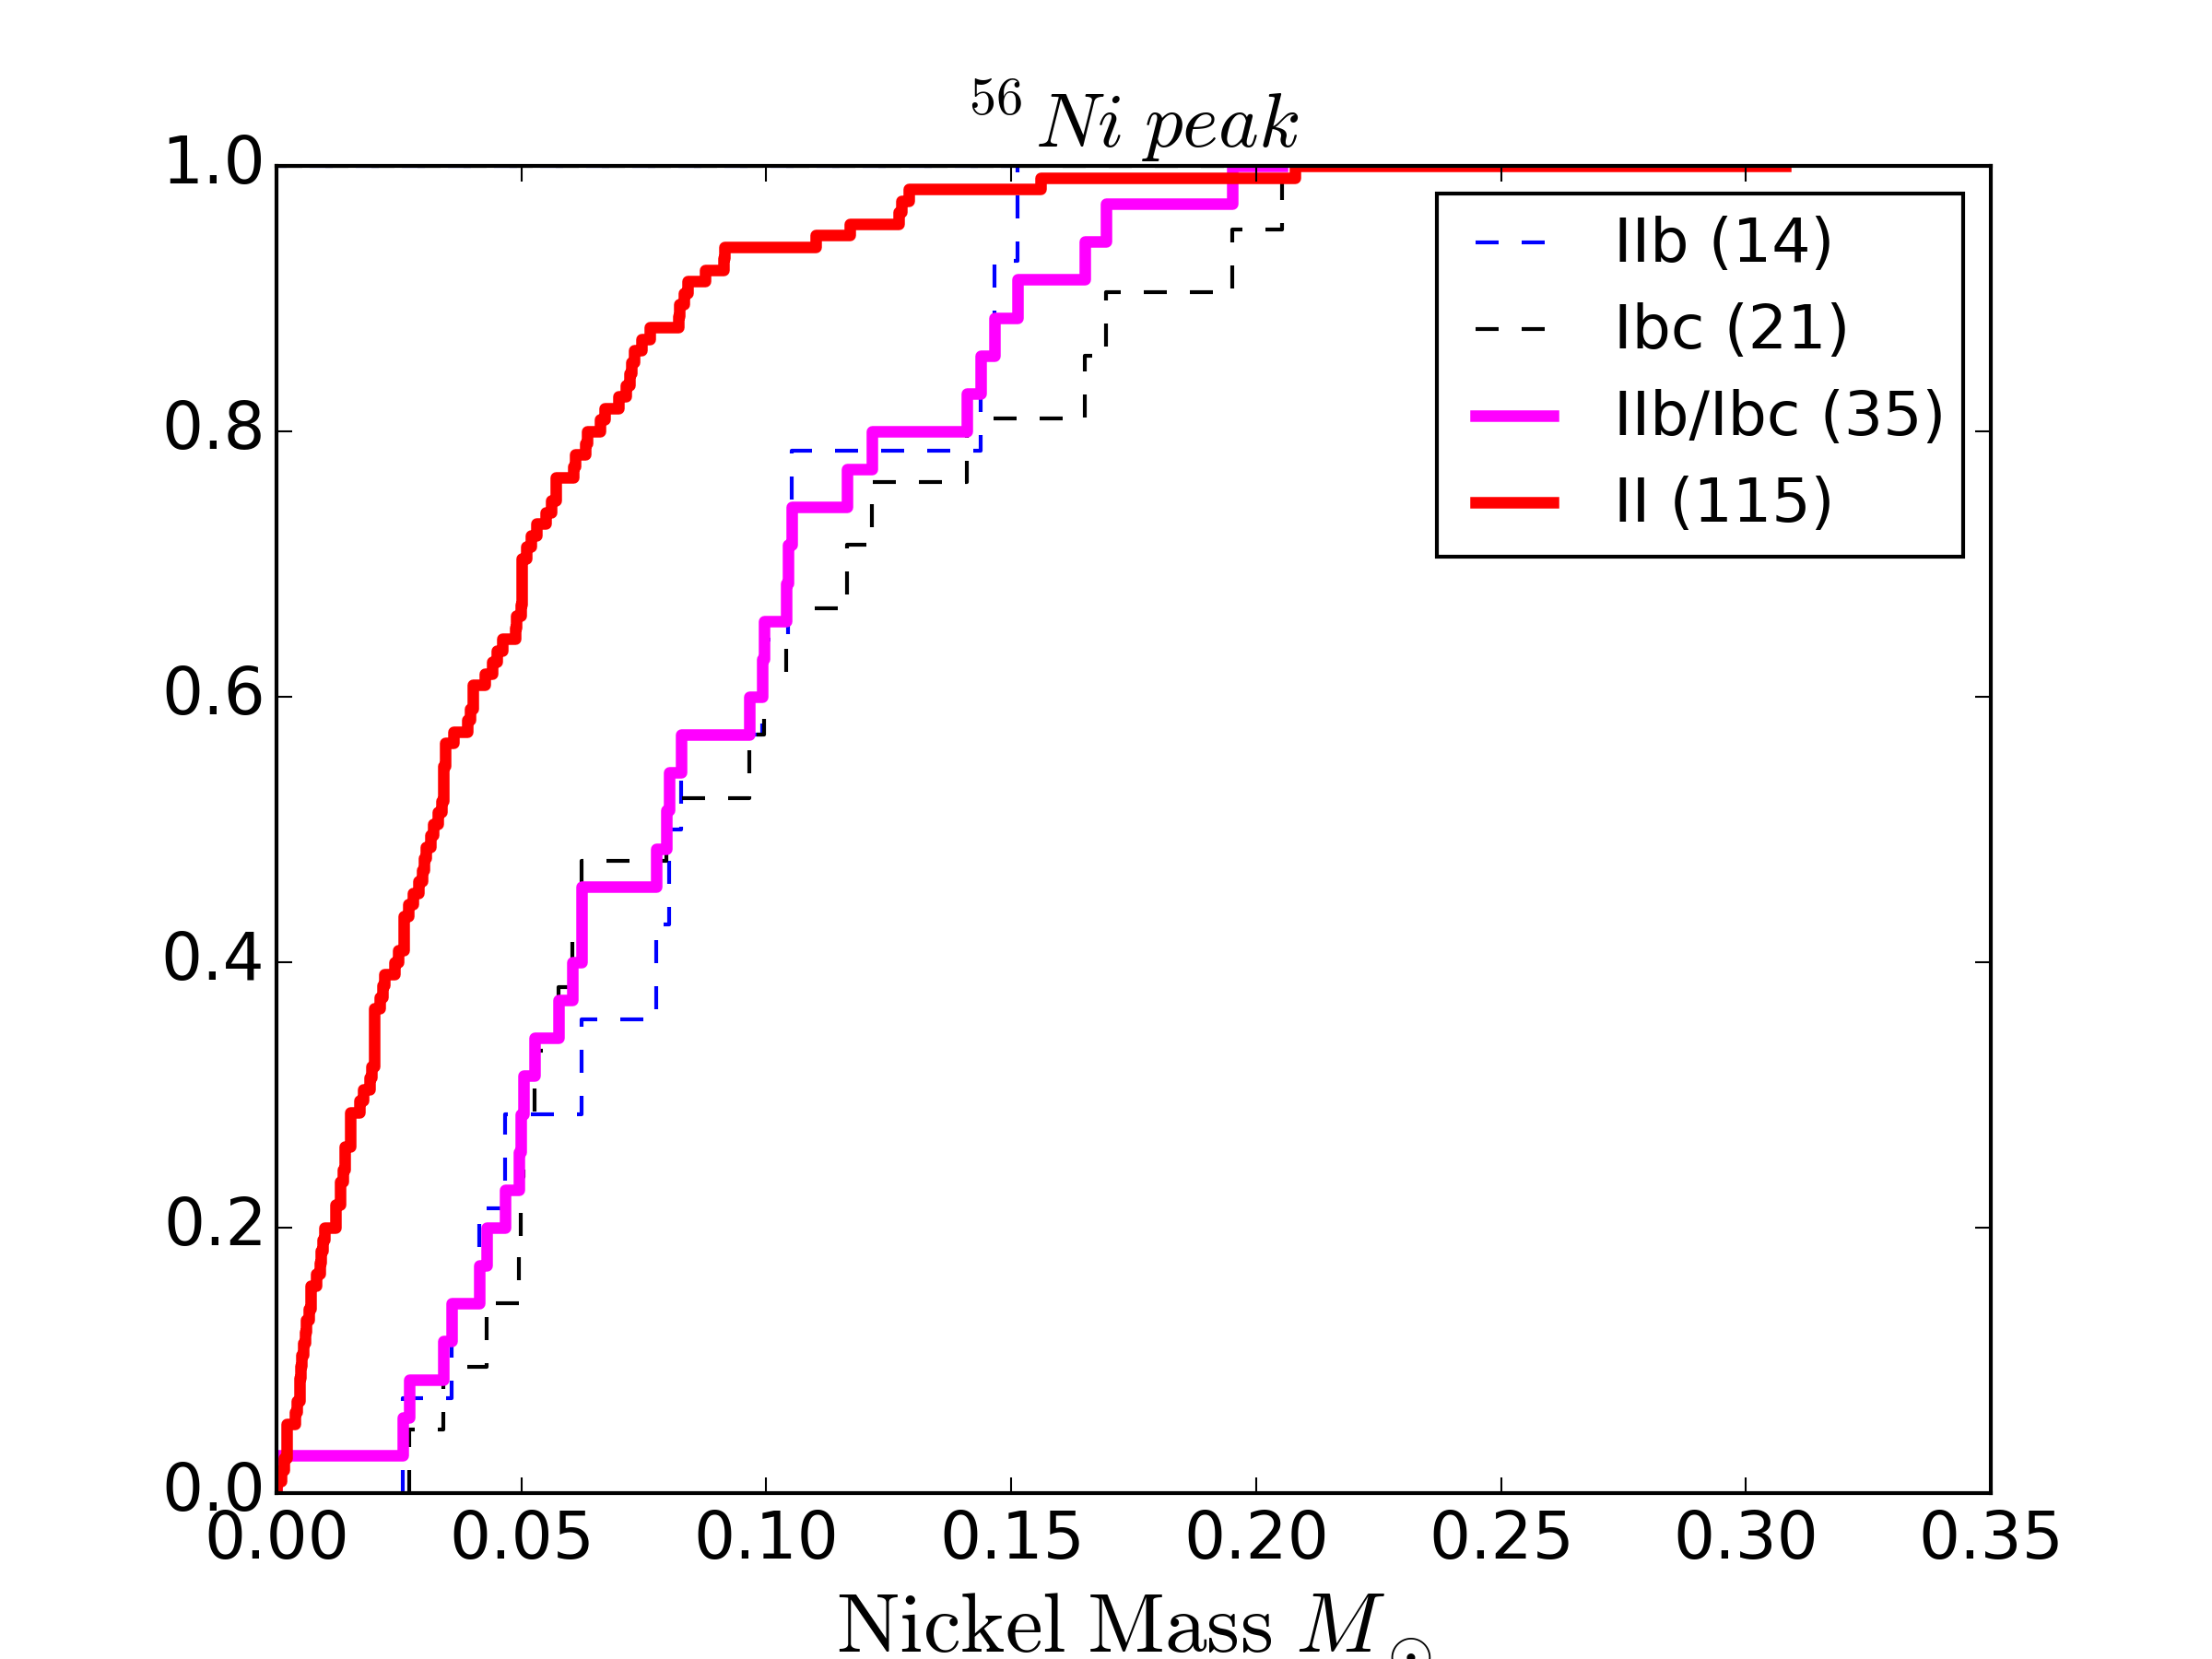 ⁵⁶Ni peak
1.0
0.8
0.6
0.4
0.2
0.0
IIb (14)
Ibc (21)
IIb/Ibc (35)
II (115)
0.00 0.05 0.10 0.15 0.20 0.25 0.30 0.35
Nickel Mass M⊙